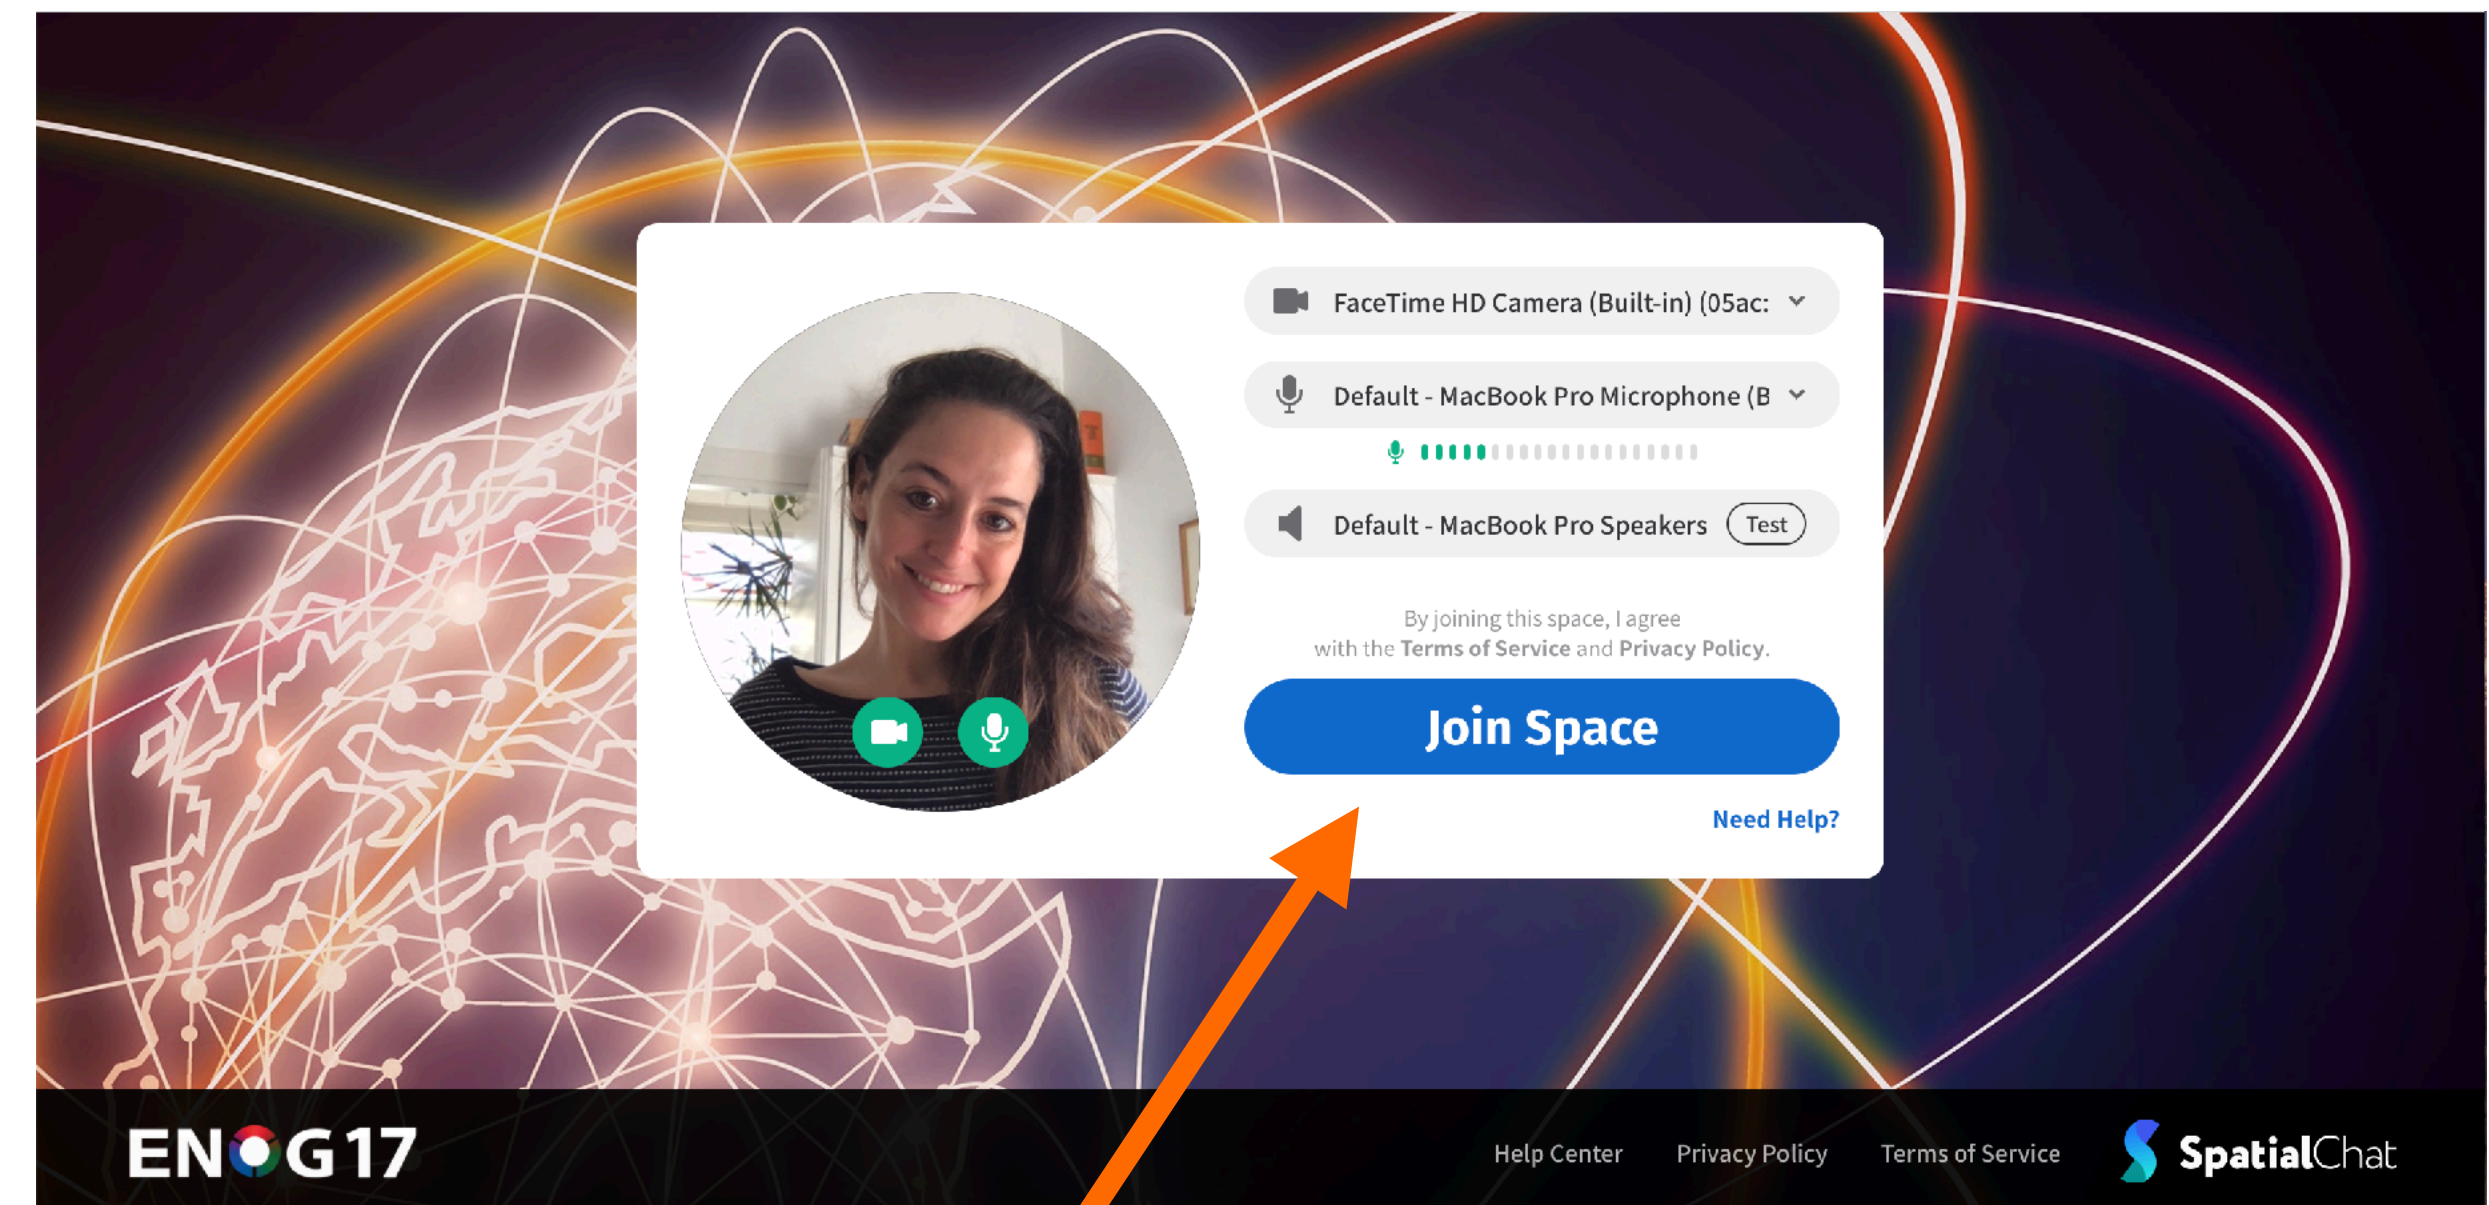 FaceTime HD Camera (Built-in) (05ac:
Default - MacBook Pro Microphone (B
Default - MacBook Pro Speakers Test
By joining this space, I agree
with the Terms of Service and Privacy Policy.
Join Space
Need Help?
ENOG17
Help Center Privacy Policy Terms of Service SpatialChat